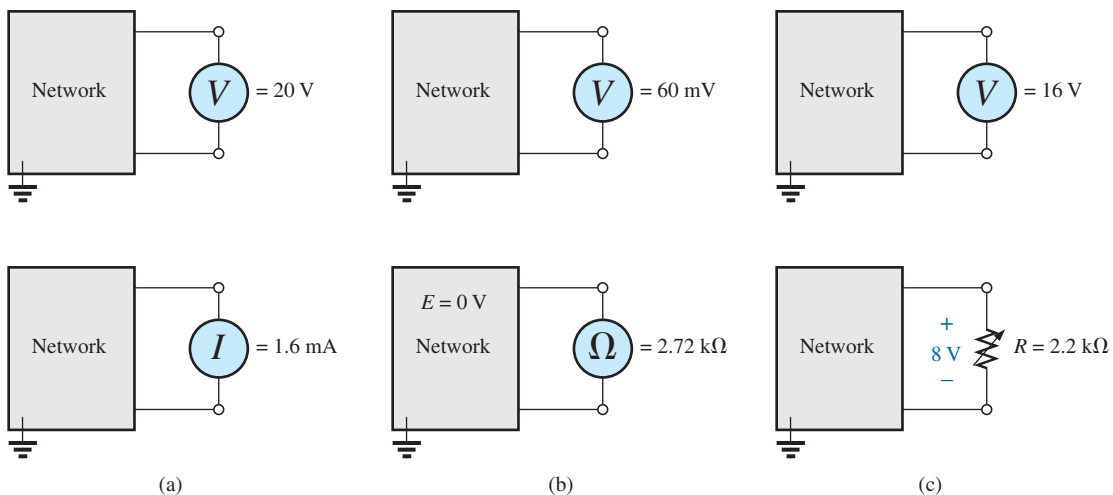 Network
V
= 20 V
Network
V
= 60 mV
Network
V
= 16 V
Network
I
= 1.6 mA
E = 0 V
Network
Ω
= 2.72 kΩ
Network
+
8 V
–
R = 2.2 kΩ
(a)
(b)
(c)